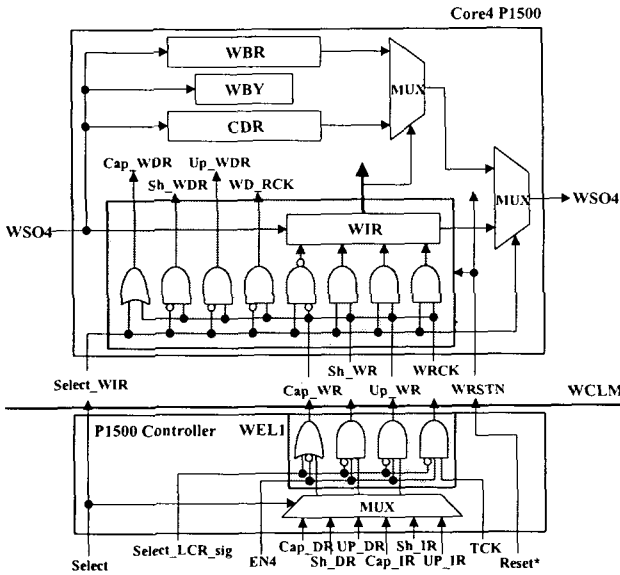 Core4 P1500
WBR
WBY
CDR
MUX
Cap_WDR
Up_WDR
Sh_WDR
WD_RCK
MUX
WSO4
WSO4
WIR
Select_WIR
Cap_WR
Sh_WR
Up_WR
WRCK
WRSTN
WCLM
P1500 Controller
WEL1
MUX
Select
Select_LCR_sig
EN4
Cap_DR
Sh_DR
UP_DR
Cap_IR
Sh_IR
UP_IR
TCK
Reset*